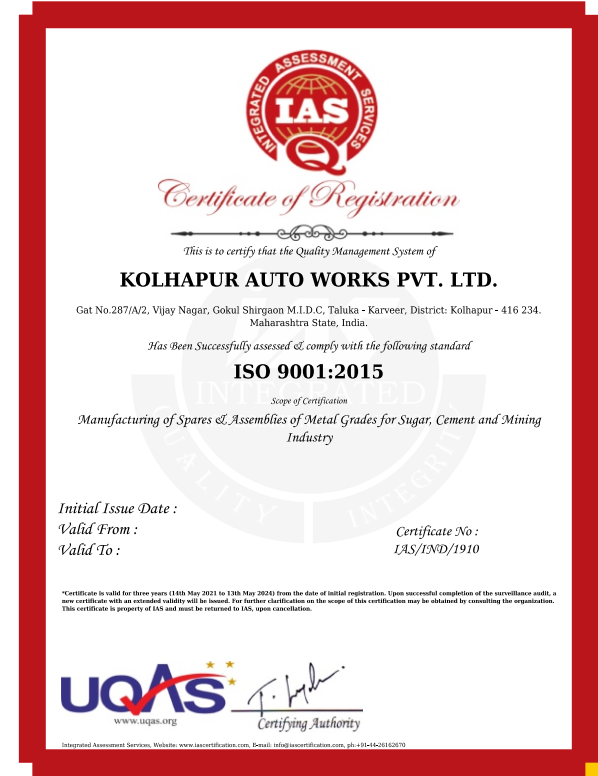 INTEGRATED ASSESSMENT SERVICES
IAS
Q
Certificate of Registration
This is to certify that the Quality Management System of
KOLHAPUR AUTO WORKS PVT. LTD.
Gat No.287/A/2, Vijay Nagar, Gokul Shirgaon M.I.D.C, Taluka - Karveer, District: Kolhapur - 416 234.
Maharashtra State, India.
Has Been Successfully assessed & comply with the following standard
ISO 9001:2015
INTEGRATED
Scope of Certification
Manufacturing of Spares & Assemblies of Metal Grades for Sugar, Cement and Mining
Industry
QUALITY INTEGRITY
Initial Issue Date :
Valid From :
Valid To :
Certificate No :
IAS/IND/1910
*Certificate is valid for three years (14th May 2021 to 13th May 2024) from the date of initial registration. Upon successful completion of the surveillance audit, a
new certificate with an extended validity will be issued. For further clarification on the scope of this certification may be obtained by consulting the organization.
This certificate is property of IAS and must be returned to IAS, upon cancellation.
UQAS
www.uqas.org
Certifying Authority
Integrated Assessment Services, Website: www.iascertification.com, E-mail: info@iascertification.com, ph:+91-44-26162670